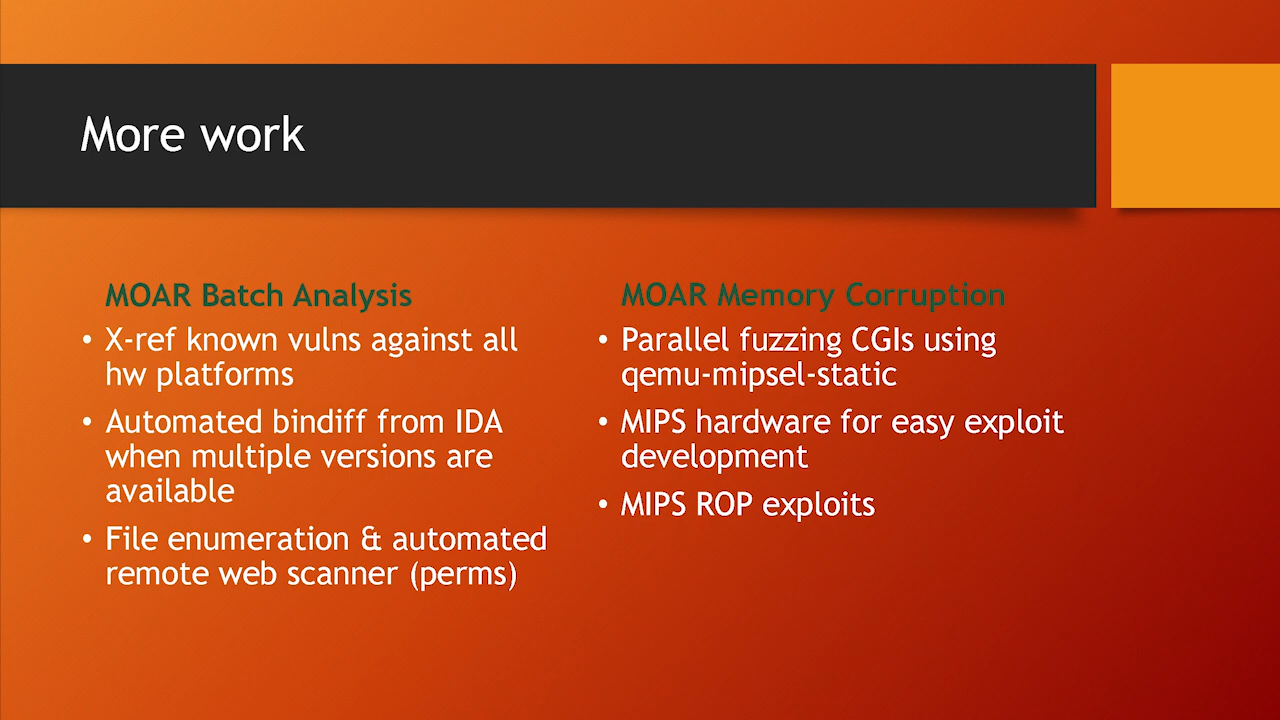 More work
MOAR Batch Analysis
• X-ref known vulns against all
hw platforms
• Automated bindiff from IDA
when multiple versions are
available
• File enumeration & automated
remote web scanner (perms)
MOAR Memory Corruption
• Parallel fuzzing CGIs using
qemu-mipsel-static
• MIPS hardware for easy exploit
development
• MIPS ROP exploits